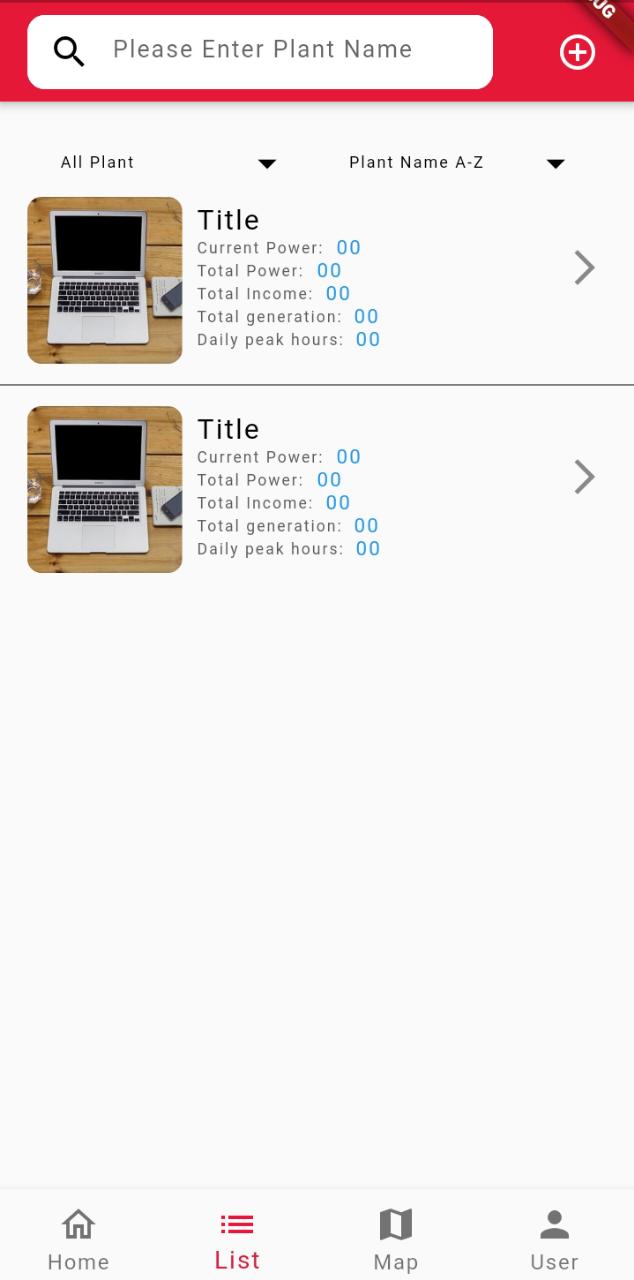 Please Enter Plant Name
All Plant Plant Name A-Z
Title
Current Power: 00
Total Power: 00
Total Income: 00
Total generation: 00
Daily peak hours: 00
Title
Current Power: 00
Total Power: 00
Total Income: 00
Total generation: 00
Daily peak hours: 00
Home List Map User